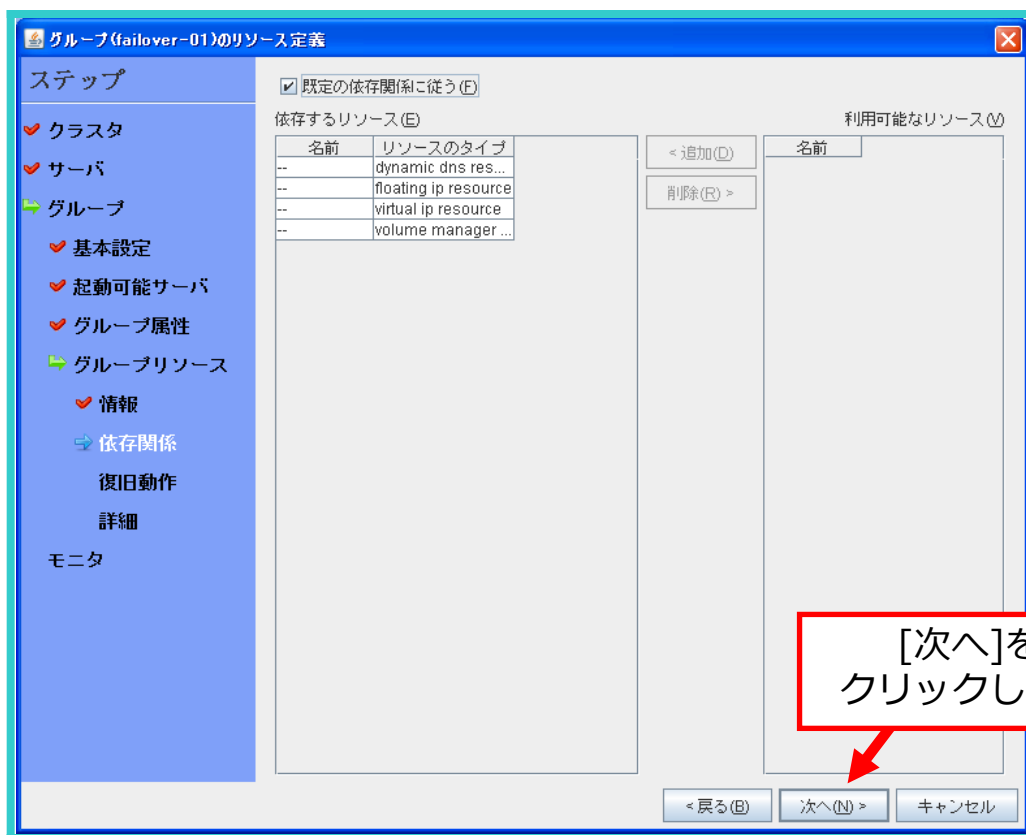 グループ(failover-01)のリソース定義
ステップ
クラスタ
サーバ
グループ
基本設定
起動可能サーバ
グループ属性
グループリソース
情報
依存関係
復旧動作
詳細
モニタ
既定の依存関係に従う(F)
依存するリソース(E)
名前 リソースのタイプ
-- dynamic dns res...
-- floating ip resource
-- virtual ip resource
-- volume manager ...
< 追加(D)
削除(R) >
利用可能なリソース(V)
名前
[次へ]を
クリックし
< 戻る(B) 次へ(N) > キャンセル